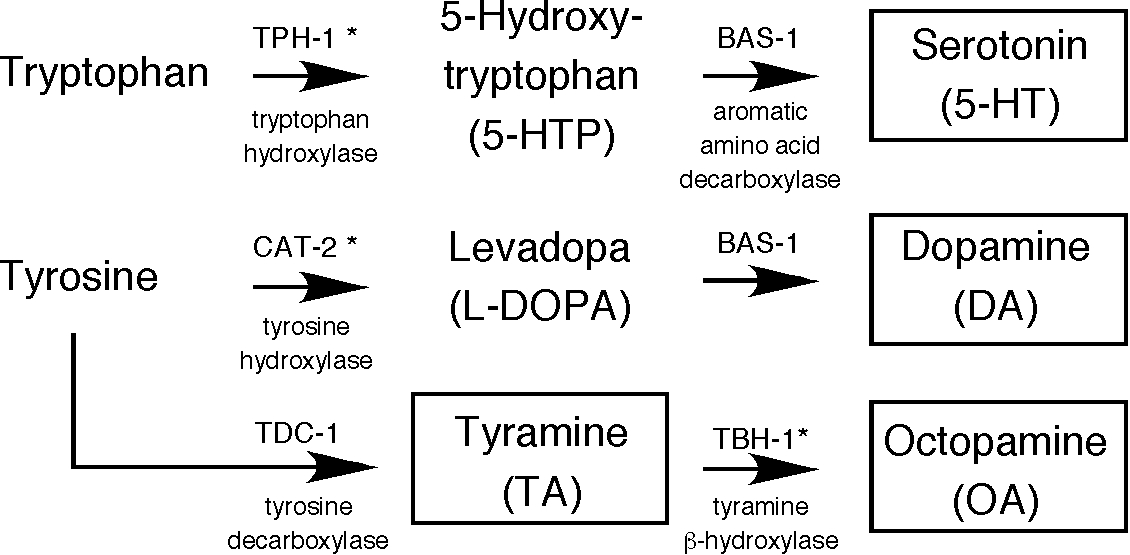 Tryptophan
TPH-1 *
tryptophan
hydroxylase
5-Hydroxy-
tryptophan
(5-HTP)
BAS-1
aromatic
amino acid
decarboxylase
Serotonin
(5-HT)
Tyrosine
CAT-2 *
tyrosine
hydroxylase
Levadopa
(L-DOPA)
BAS-1
Dopamine
(DA)
TDC-1
tyrosine
decarboxylase
Tyramine
(TA)
TBH-1*
tyramine
β-hydroxylase
Octopamine
(OA)